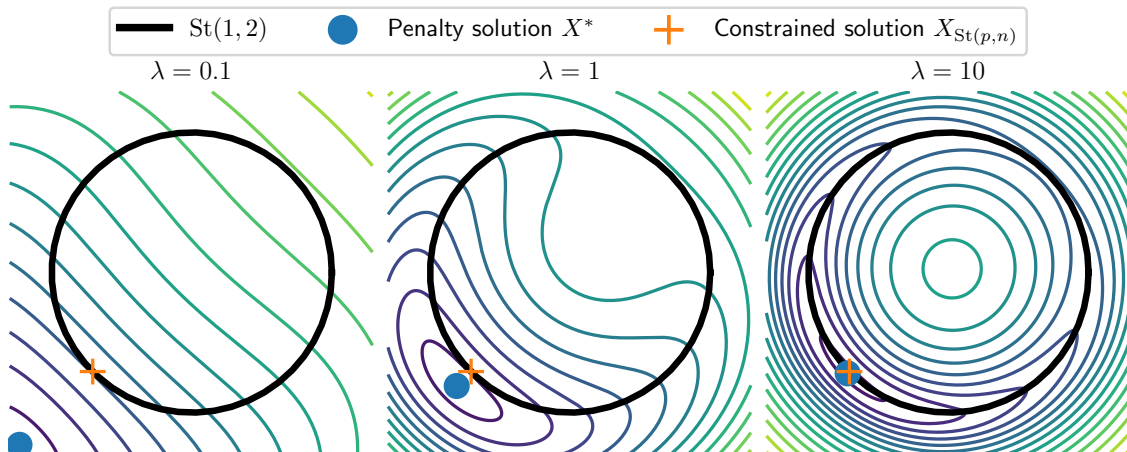 St(1, 2) Penalty solution X* Constrained solution X_St(p,n)
λ = 0.1 λ = 1 λ = 10